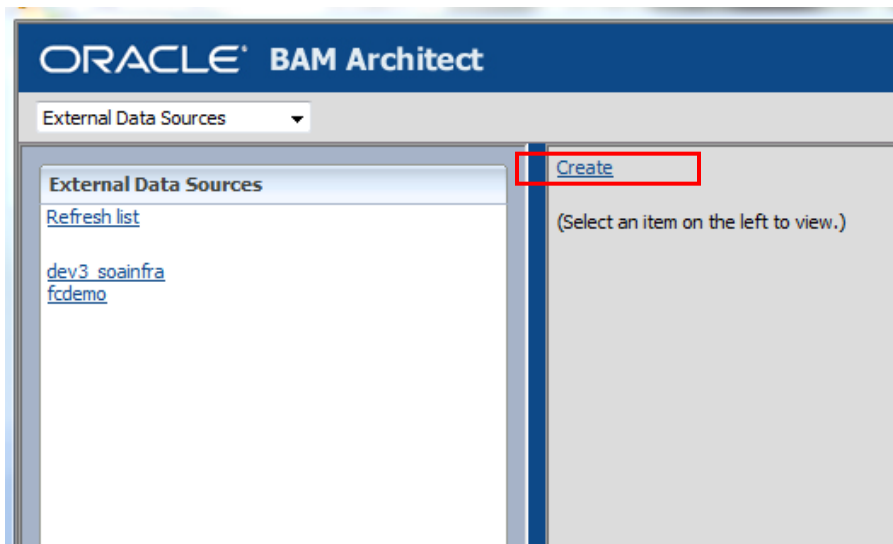 ORACLE BAM Architect
External Data Sources
External Data Sources
Refresh list
dev3_soainfra
fcdemo
Create
(Select an item on the left to view.)